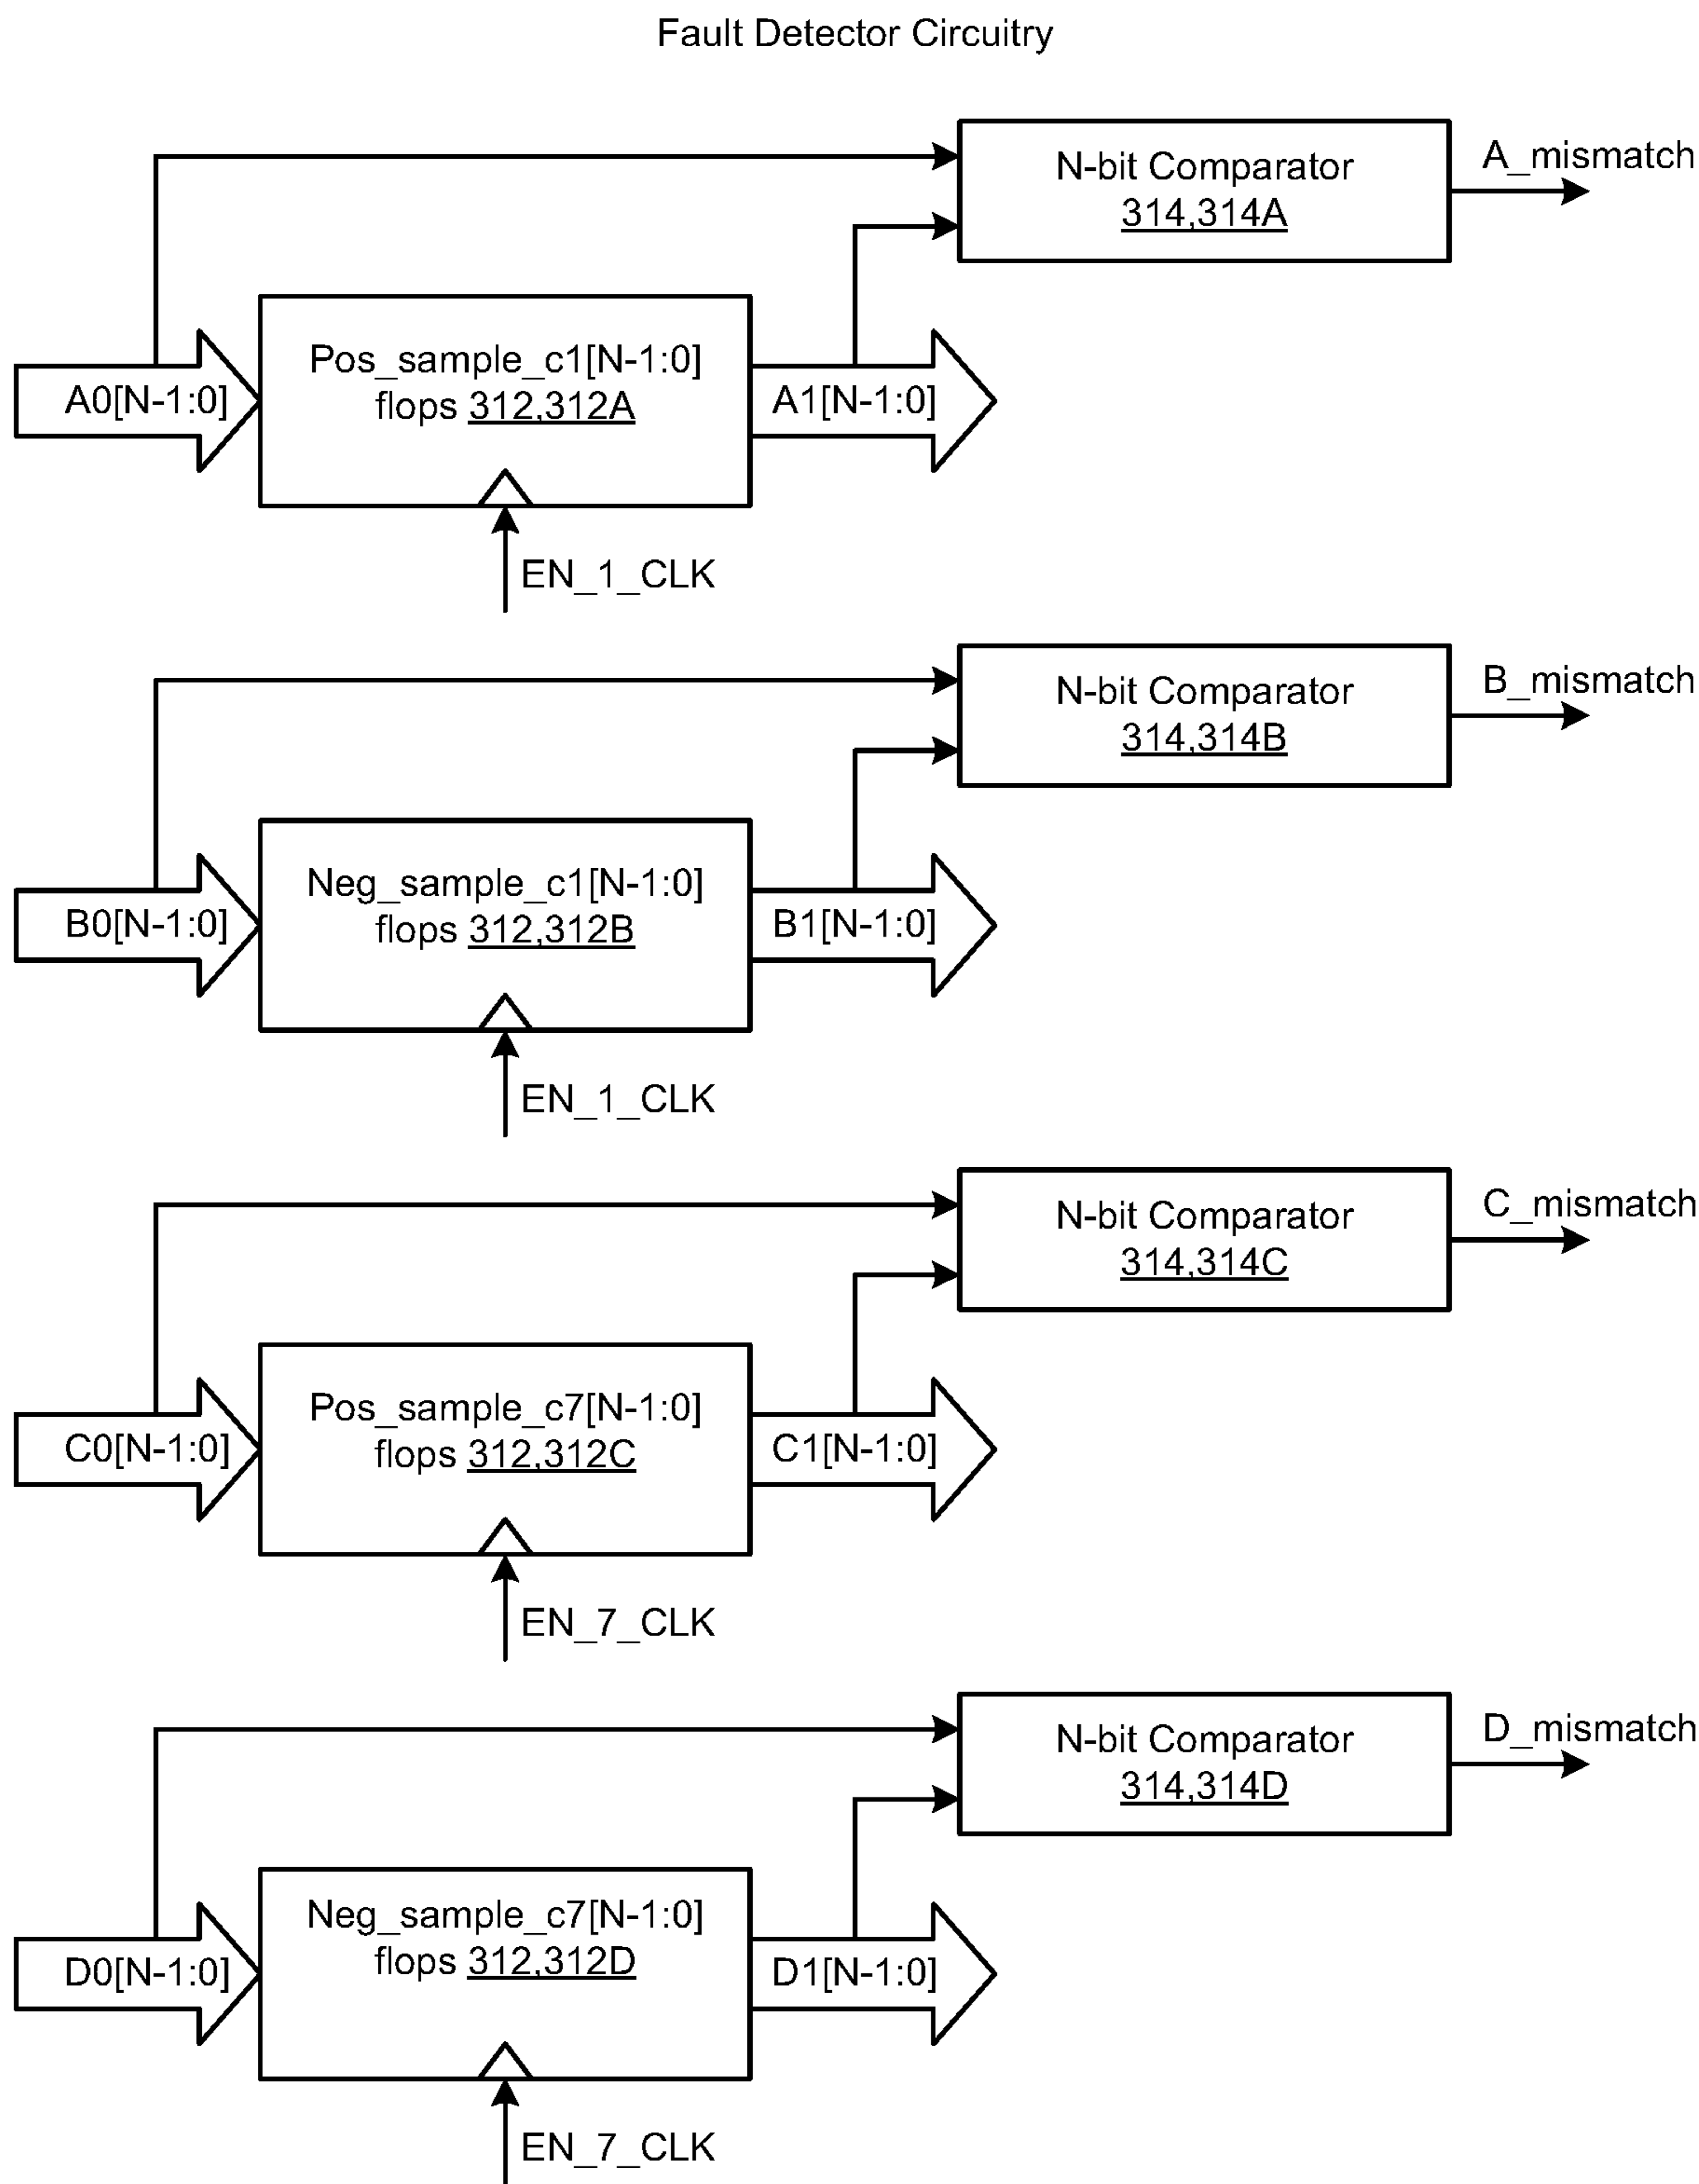 Fault Detector Circuitry
N-bit Comparator
314,314A
A_mismatch
A0[N-1:0]
Pos_sample_c1[N-1:0]
flops 312,312A
A1[N-1:0]
EN_1_CLK
N-bit Comparator
314,314B
B_mismatch
B0[N-1:0]
Neg_sample_c1[N-1:0]
flops 312,312B
B1[N-1:0]
EN_1_CLK
N-bit Comparator
314,314C
C_mismatch
C0[N-1:0]
Pos_sample_c7[N-1:0]
flops 312,312C
C1[N-1:0]
EN_7_CLK
N-bit Comparator
314,314D
D_mismatch
D0[N-1:0]
Neg_sample_c7[N-1:0]
flops 312,312D
D1[N-1:0]
EN_7_CLK